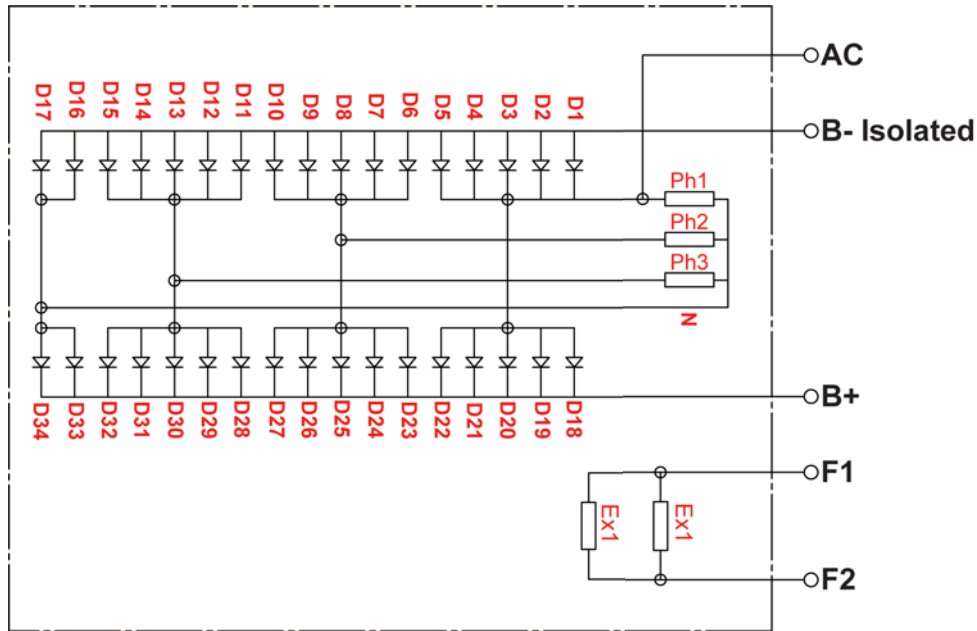 AC
D17 D16 D15 D14 D13 D12 D11 D10 D9 D8 D7 D6 D5 D4 D3 D2 D1
B- Isolated
Ph1
Ph2
Ph3
N
B+
D34 D33 D32 D31 D30 D29 D28 D27 D26 D25 D24 D23 D22 D21 D20 D19 D18
F1
Ex1 Ex1
F2